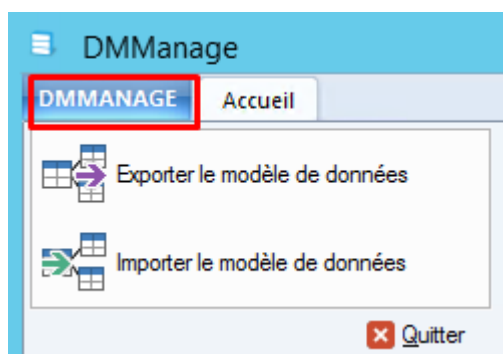 DMManage
DMMANAGE Accueil
Exporter le modèle de données
Importer le modèle de données
Quitter